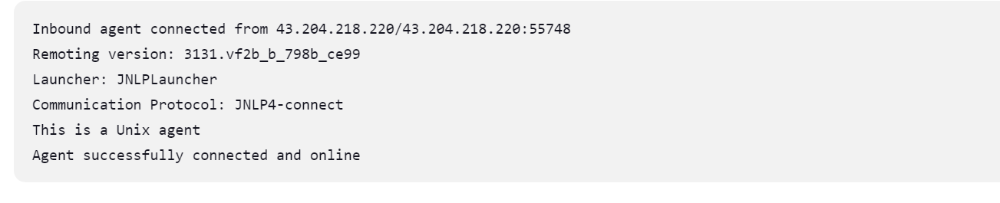 Inbound agent connected from 43.204.218.220/43.204.218.220:55748
Remoting version: 3131.vf2b_b_798b_ce99
Launcher: JNLPLauncher
Communication Protocol: JNLP4-connect
This is a Unix agent
Agent successfully connected and online